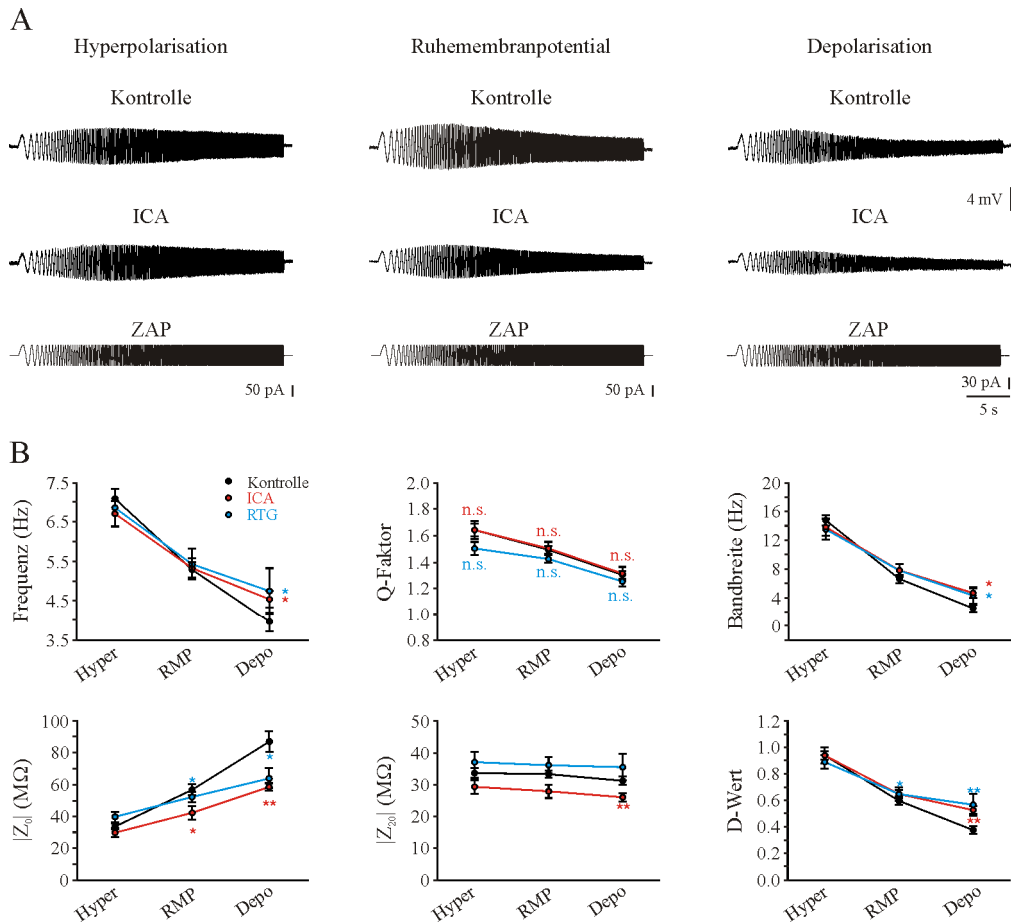 A
Hyperpolarisation Ruhemembranpotential Depolarisation
Kontrolle Kontrolle Kontrolle
4 mV
ICA ICA ICA
ZAP ZAP ZAP
50 pA 50 pA 30 pA
5 s
B
Frequenz (Hz)
7.5
6.5
5.5
4.5
3.5
Kontrolle
ICA
RTG
*
*
Hyper RMP Depo
Q-Faktor
2.0
1.8
1.6
1.4
1.2
1.0
0.8
n.s. n.s. n.s.
n.s. n.s. n.s.
Hyper RMP Depo
Bandbreite (Hz)
20
16
12
8
4
0
*
*
Hyper RMP Depo
|Z0| (MΩ)
100
80
60
40
20
0
* *
* **
Hyper RMP Depo
|Z20| (MΩ)
50
40
30
20
10
0
**
Hyper RMP Depo
D-Wert
1.2
1.0
0.8
0.6
0.4
0.2
0.0
* **
**
Hyper RMP Depo